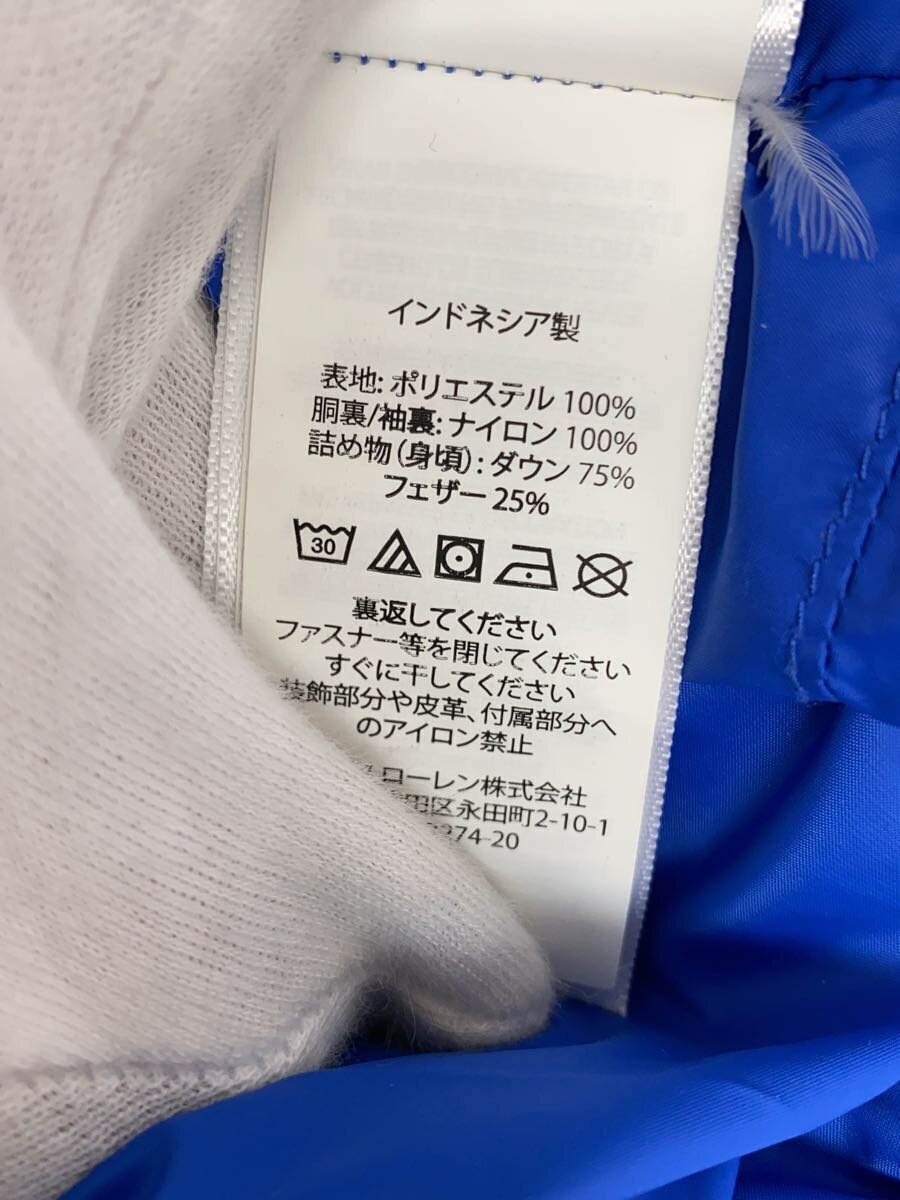 インドネシア製
表地: ポリエステル 100%
胴裏/袖裏: ナイロン 100%
詰め物 (身頃) : ダウン 75%
フェザー 25%
30
裏返してください
ファスナー等を閉じてください
すぐに干してください
装飾部分や皮革、付属部分へ
のアイロン禁止
ローレン株式会社
田区永田町2-10-1
274-20